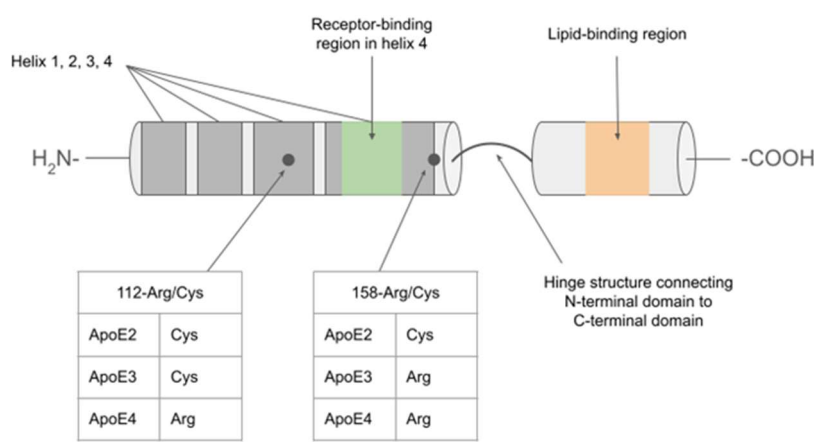 Receptor-binding
region in helix 4
Lipid-binding region
Helix 1, 2, 3, 4
H₂N-
-COOH
112-Arg/Cys
ApoE2 Cys
ApoE3 Cys
ApoE4 Arg
158-Arg/Cys
ApoE2 Cys
ApoE3 Arg
ApoE4 Arg
Hinge structure connecting
N-terminal domain to
C-terminal domain